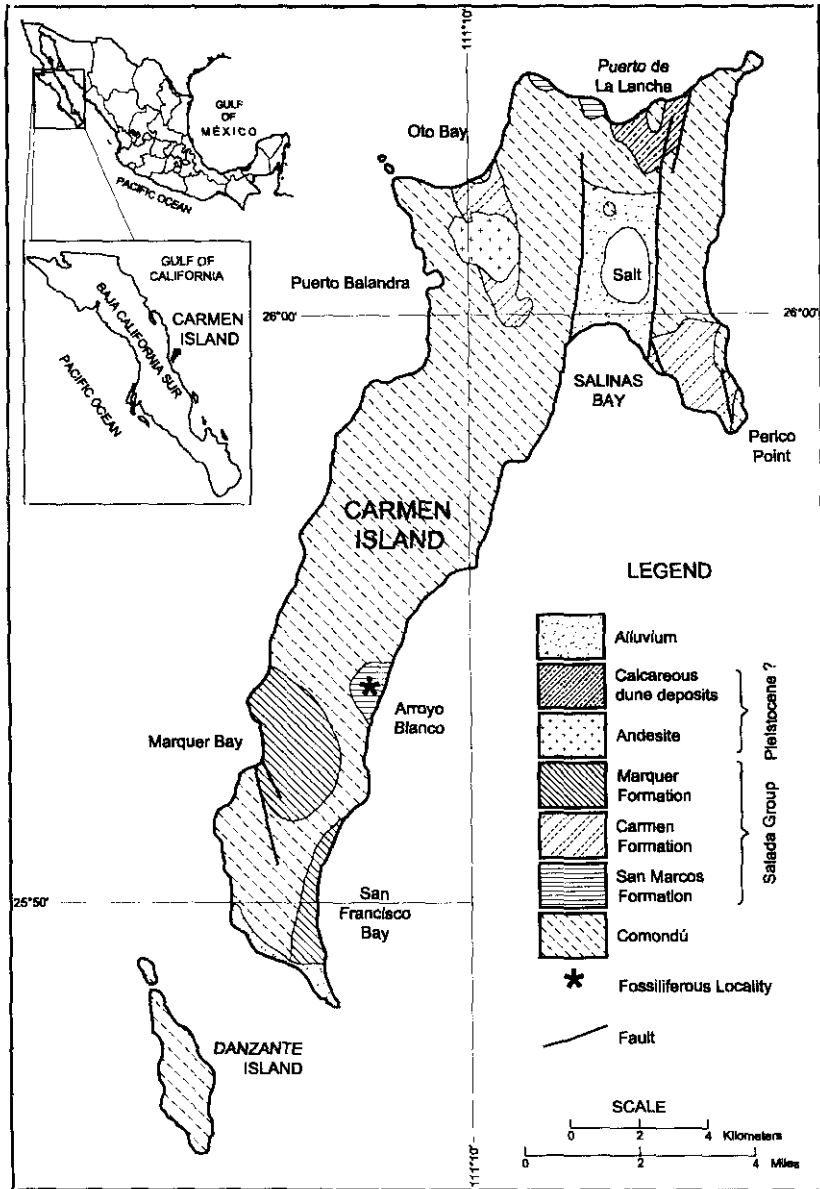 GULF
OF
MÉXICO
PACIFIC OCEAN
GULF OF
CALIFORNIA
BAJA CALIFORNIA SUR
CARMEN
ISLAND
PACIFIC OCEAN
111°10'
Puerto de
La Lancha
Oto Bay
Puerto Balandra
26°00'
Salt
26°00'
SALINAS
BAY
Perico
Point
CARMEN
ISLAND
Arroyo
Blanco
Marquer Bay
25°50'
San
Francisco
Bay
DANZANTE
ISLAND
111°10'
LEGEND
Alluvium
Calcareous
dune deposits
Andesite
Pleistocene ?
Marquer
Formation
Carmen
Formation
San Marcos
Formation
Salada Group
Comondú
* Fossiliferous Locality
Fault
SCALE
0 2 4 Kilometers
0 2 4 Miles